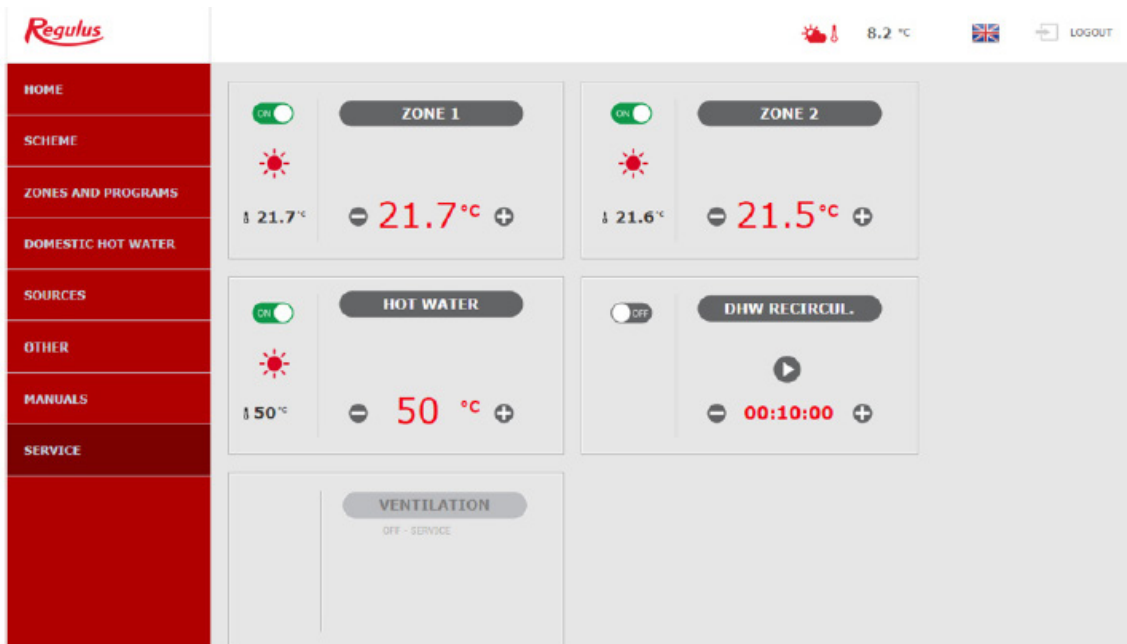 Regulus
8.2 °C
LOGOUT
HOME
SCHEME
ZONES AND PROGRAMS
DOMESTIC HOT WATER
SOURCES
OTHER
MANUALS
SERVICE
ON
ZONE 1
21.7°C
21.7°C
ON
ZONE 2
21.6°C
21.5°C
ON
HOT WATER
50°C
50 °C
OFF
DHW RECIRCUL.
00:10:00
VENTILATION
OFF - SERVICE